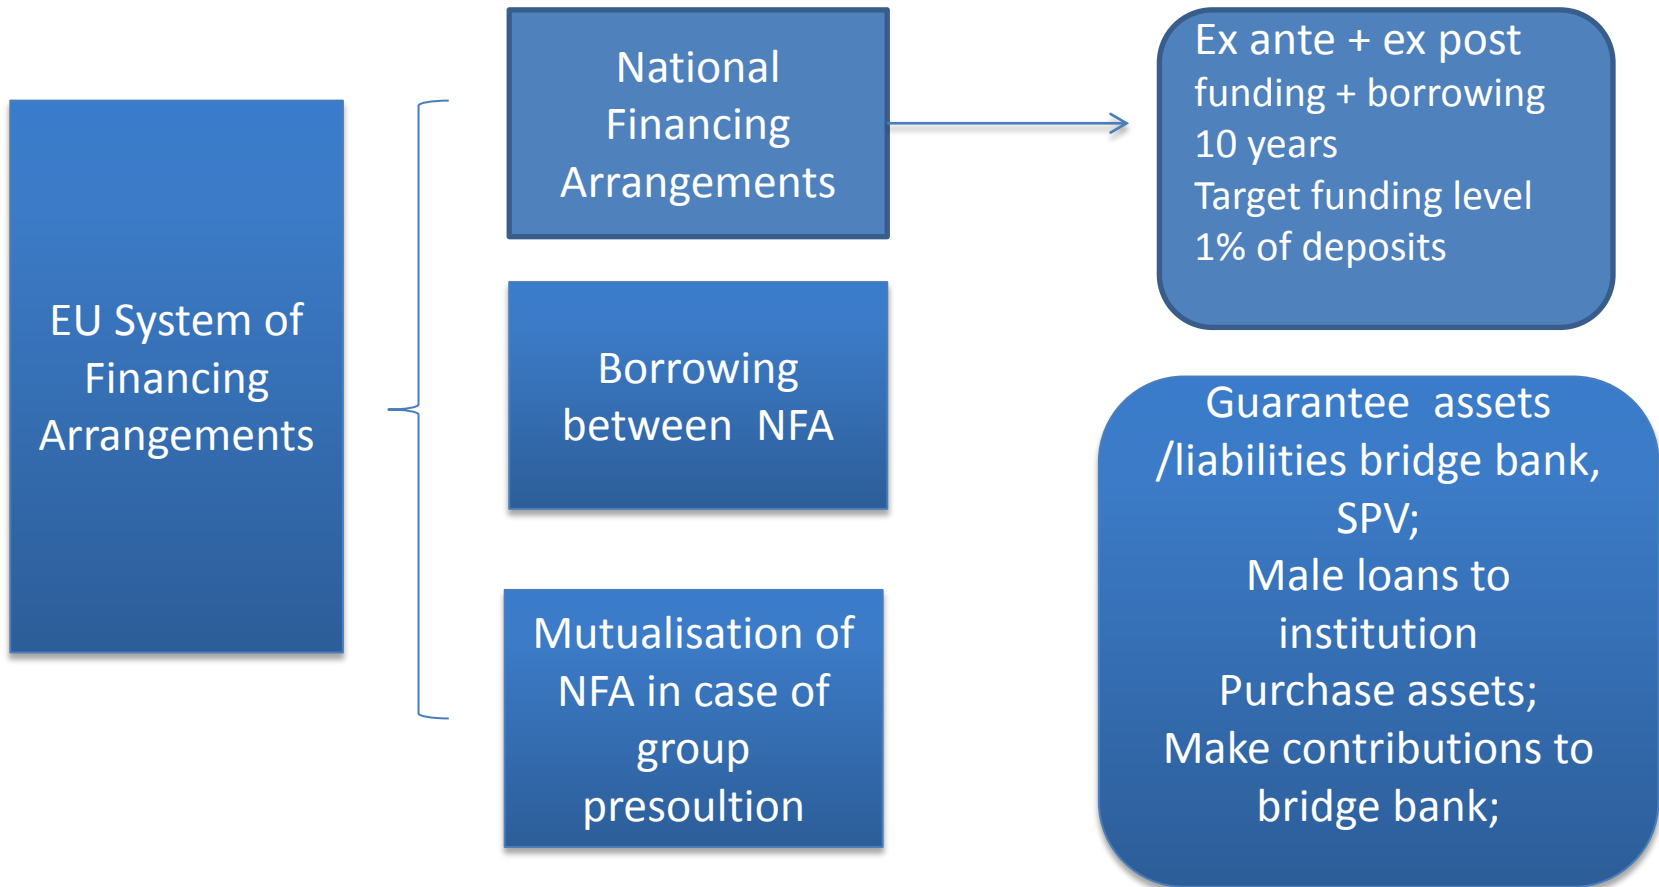 EU System of
Financing
Arrangements
National
Financing
Arrangements
Borrowing
between NFA
Mutualisation of
NFA in case of
group
presoultion
Ex ante + ex post
funding + borrowing
10 years
Target funding level
1% of deposits
Guarantee assets
/liabilities bridge bank,
SPV;
Male loans to
institution
Purchase assets;
Make contributions to
bridge bank;